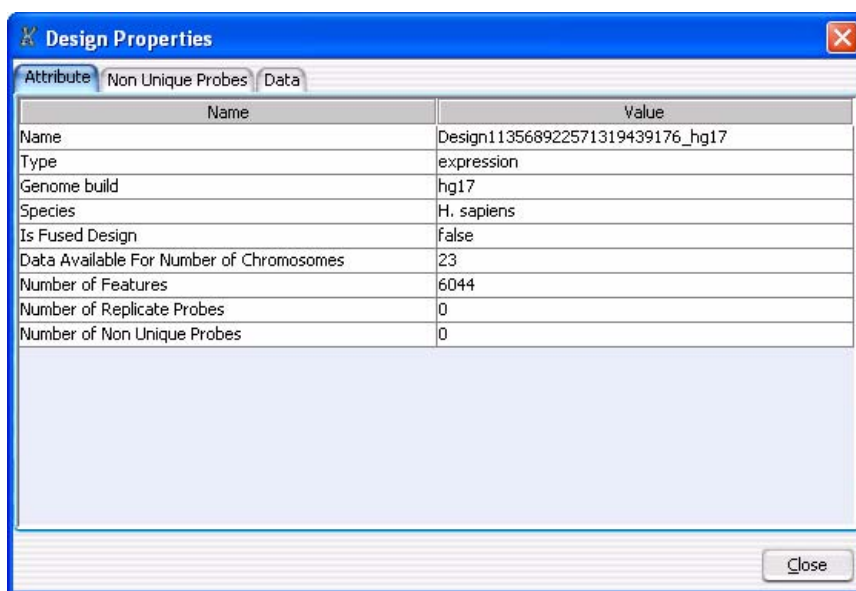 Design Properties
Attribute Non Unique Probes Data
Name Value
Name Design113568922571319439176_hg17
Type expression
Genome build hg17
Species H. sapiens
Is Fused Design false
Data Available For Number of Chromosomes 23
Number of Features 6044
Number of Replicate Probes 0
Number of Non Unique Probes 0
Close